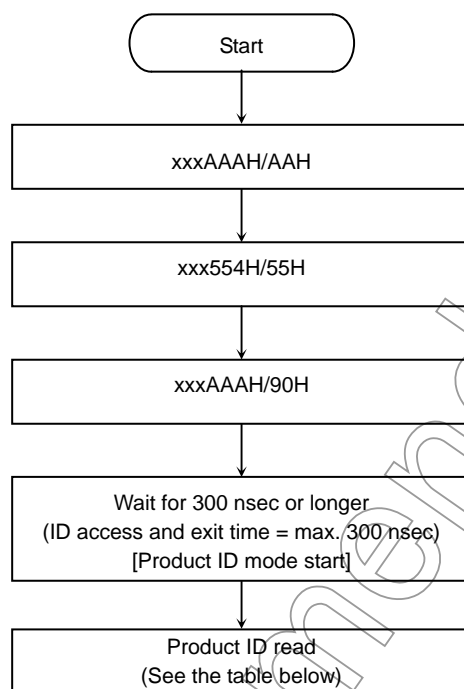 Start
xxxAAAH/AAH
xxx554H/55H
xxxAAAH/90H
Wait for 300 nsec or longer
(ID access and exit time = max. 300 nsec)
[Product ID mode start]
Product ID read
(See the table below)